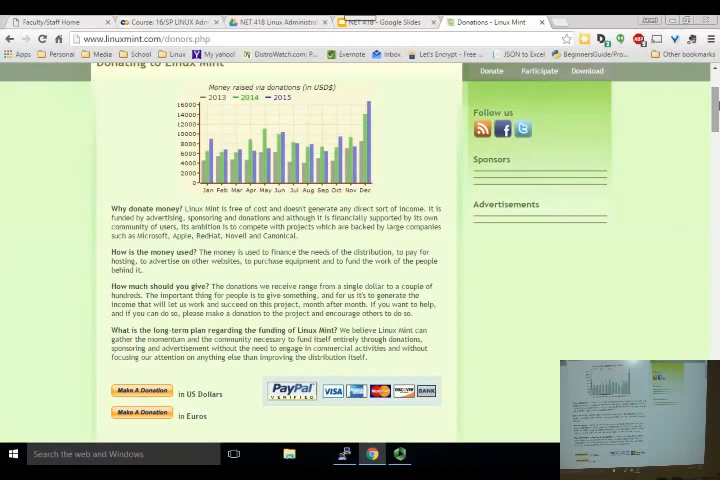 Faculty/Staff Home
Course: 16/SP LINUX Adm
NET 418 Linux Administra
NET 418 - Google Slides
Donations - Linux Mint
www.linuxmint.com/donors.php
Apps
Personal
Media
School
Linux
My yahoo!
DistroWatch.com: P
Evernote
Inbox
Let's Encrypt - Free
JSON to Excel
BeginnersGuide/Prog
Other bookmarks
Donating to Linux Mint
Donate
Participate
Download
Money raised via donations (in USD$)
2013 2014 2015
16000
14000
12000
10000
8000
6000
4000
2000
0
Jan Feb Mar Apr May Jun Jul Aug Sep Oct Nov Dec
Follow us
Sponsors
Advertisements
Why donate money? Linux Mint is free of cost and doesn't generate any direct sort of income. It is
funded by advertising, sponsoring and donations and although it is financially supported by its own
community of users, its ambition is to compete with projects which are backed by large companies
such as Microsoft, Apple, RedHat, Novell and Canonical.
How is the money used? The money is used to finance the needs of the distribution, to pay for
hosting, to advertise on other websites, to purchase equipment and to fund the work of the people
behind it.
How much should you give? The donations we receive range from a single dollar to a couple of
hundreds. The important thing for people is to give something, and for us it's to generate the
income that will let us work and succeed on this project, month after month. If you want to help,
and if you can do so, please make a donation to the project and encourage others to do so.
What is the long-term plan regarding the funding of Linux Mint? We believe Linux Mint can
gather the momentum and the community necessary to fund itself entirely through donations,
sponsoring and advertisement without the need to engage in commercial activities and without
focusing our attention on anything else than improving the distribution itself.
Make A Donation in US Dollars
Make A Donation in Euros
PayPal VERIFIED VISA MasterCard DISCOVER BANK
Search the web and Windows